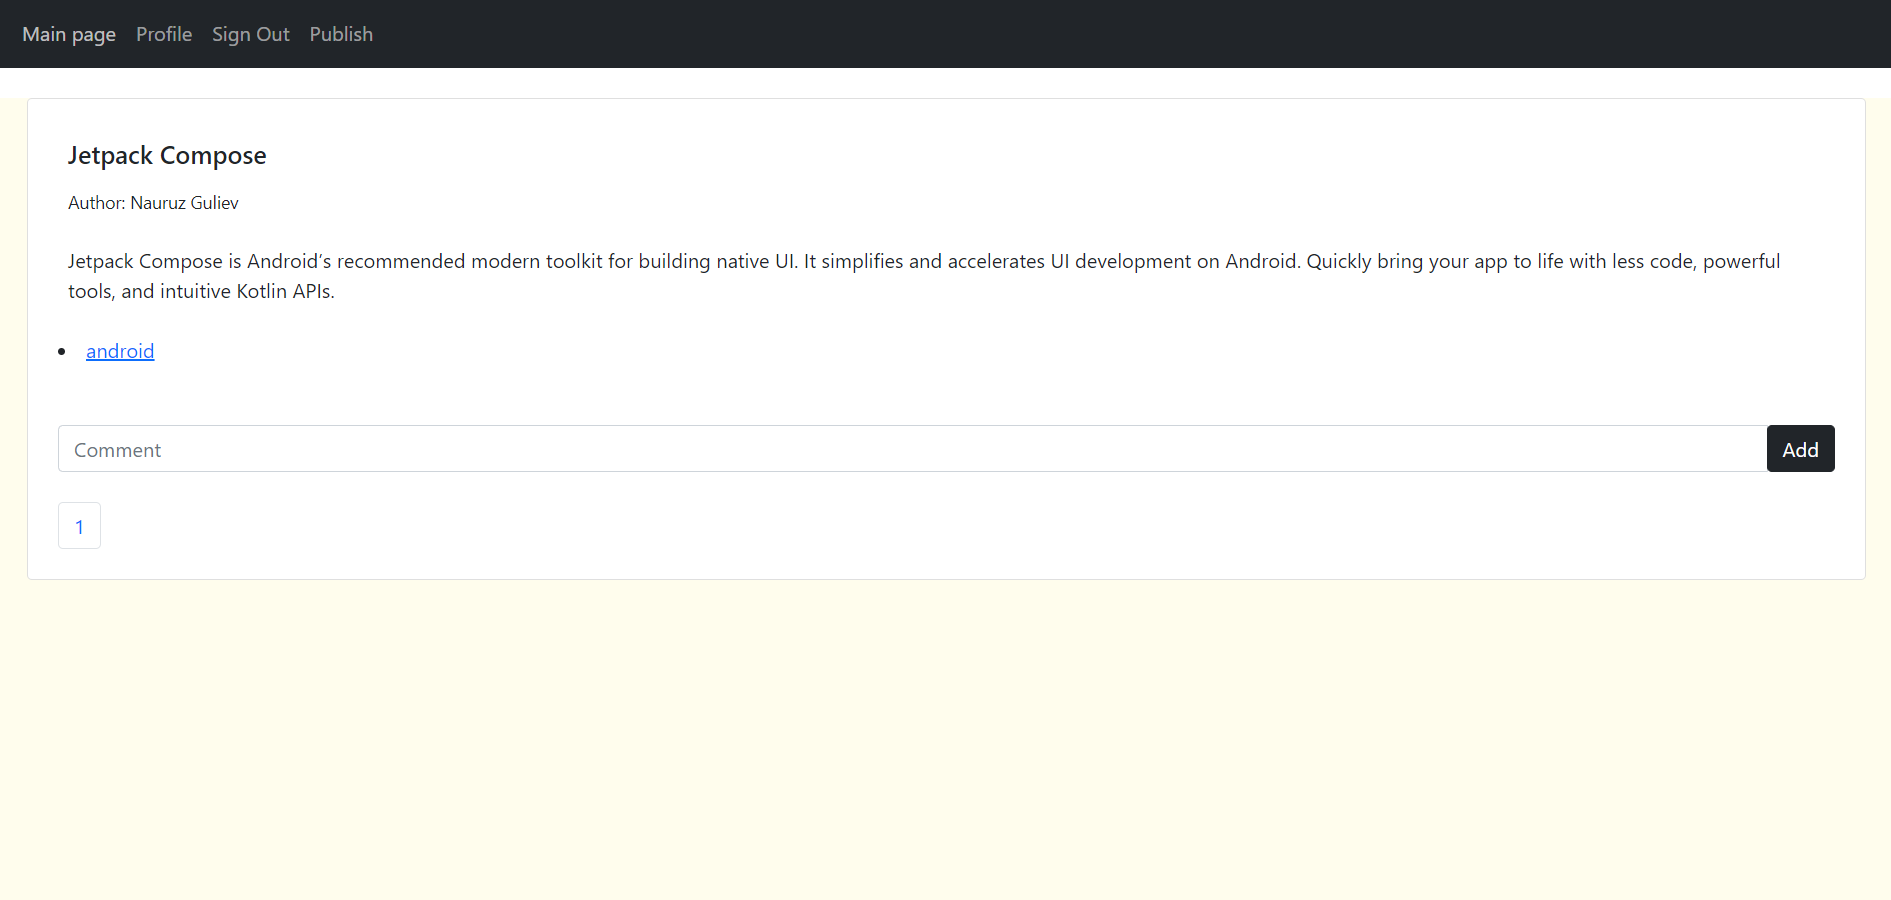 Main page Profile Sign Out Publish
Jetpack Compose
Author: Nauruz Guliev
Jetpack Compose is Android’s recommended modern toolkit for building native UI. It simplifies and accelerates UI development on Android. Quickly bring your app to life with less code, powerful
tools, and intuitive Kotlin APIs.
android
Comment Add
1